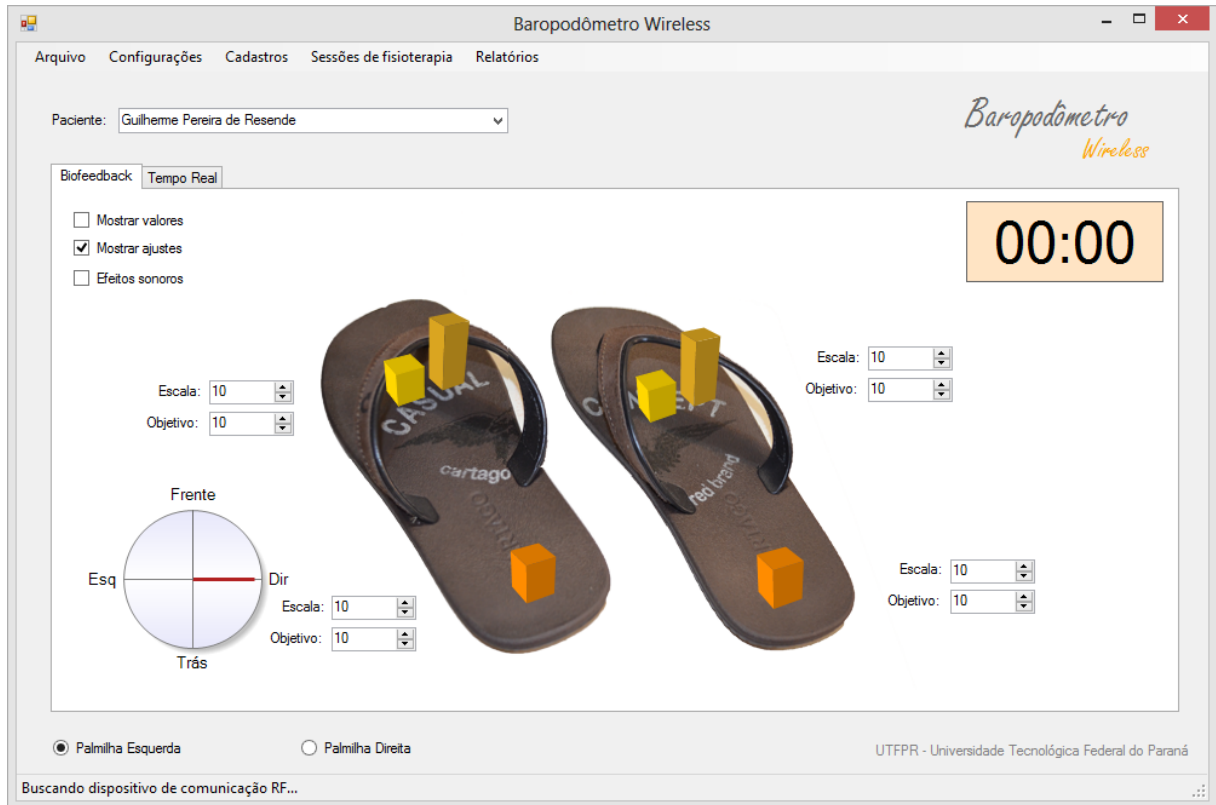 Baropodômetro Wireless
Arquivo Configurações Cadastros Sessões de fisioterapia Relatórios
Paciente: Guilherme Pereira de Resende
Baropodômetro
Wireless
Biofeedback Tempo Real
Mostrar valores
Mostrar ajustes
Efeitos sonoros
00:00
Escala: 10
Objetivo: 10
Escala: 10
Objetivo: 10
CASUAL
cartago
red brand
Frente
Esq Dir
Trás
Escala: 10
Objetivo: 10
Escala: 10
Objetivo: 10
Palmilha Esquerda Palmilha Direita
UTFPR - Universidade Tecnológica Federal do Paraná
Buscando dispositivo de comunicação RF...